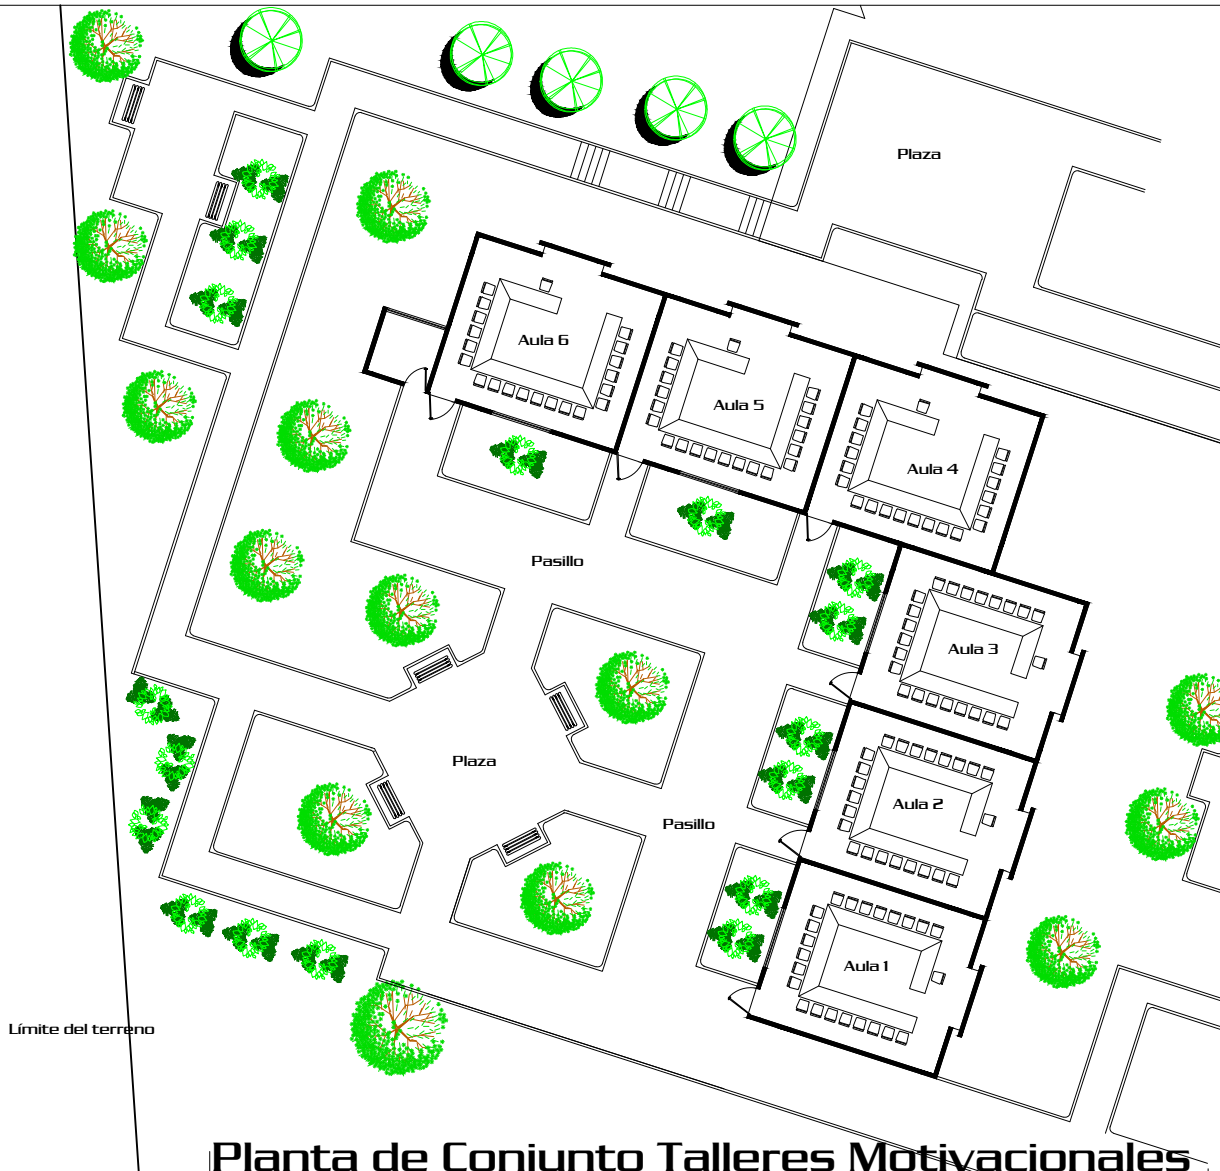 Plaza
Aula 6
Aula 5
Aula 4
Pasillo
Aula 3
Plaza
Aula 2
Pasillo
Aula 1
Límite del terreno
Planta de Conjunto Talleres Motivacionales